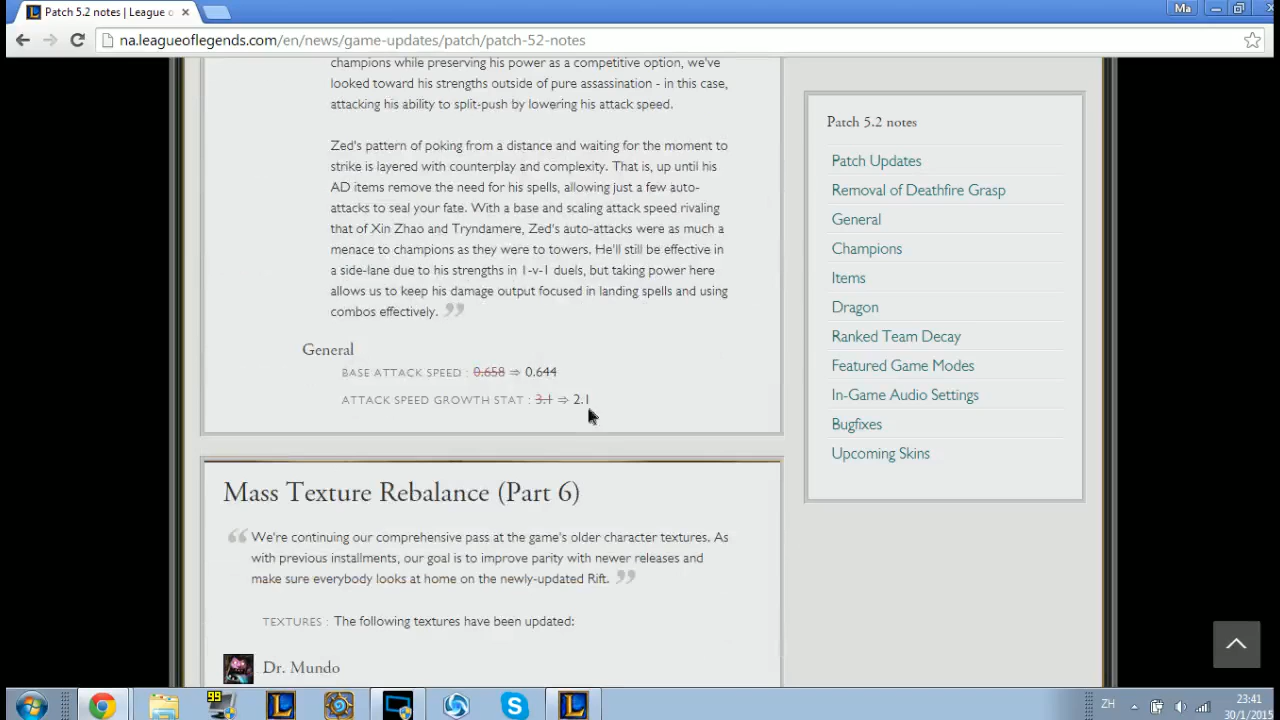 Patch 5.2 notes | League o
Ma
na.leagueoflegends.com/en/news/game-updates/patch/patch-52-notes
champions while preserving his power as a competitive option, we've
looked toward his strengths outside of pure assassination - in this case,
attacking his ability to split-push by lowering his attack speed.
Zed's pattern of poking from a distance and waiting for the moment to
strike is layered with counterplay and complexity. That is, up until his
AD items remove the need for his spells, allowing just a few auto-
attacks to seal your fate. With a base and scaling attack speed rivaling
that of Xin Zhao and Tryndamere, Zed's auto-attacks were as much a
menace to champions as they were to towers. He'll still be effective in
a side-lane due to his strengths in 1-v-1 duels, but taking power here
allows us to keep his damage output focused in landing spells and using
combos effectively.
General
BASE ATTACK SPEED : 0.658 ⇒ 0.644
ATTACK SPEED GROWTH STAT : 3.1 ⇒ 2.1
Mass Texture Rebalance (Part 6)
We're continuing our comprehensive pass at the game's older character textures. As
with previous installments, our goal is to improve parity with newer releases and
make sure everybody looks at home on the newly-updated Rift.
TEXTURES : The following textures have been updated:
Dr. Mundo
Patch 5.2 notes
Patch Updates
Removal of Deathfire Grasp
General
Champions
Items
Dragon
Ranked Team Decay
Featured Game Modes
In-Game Audio Settings
Bugfixes
Upcoming Skins
99
ZH
23:41
30/1/2015